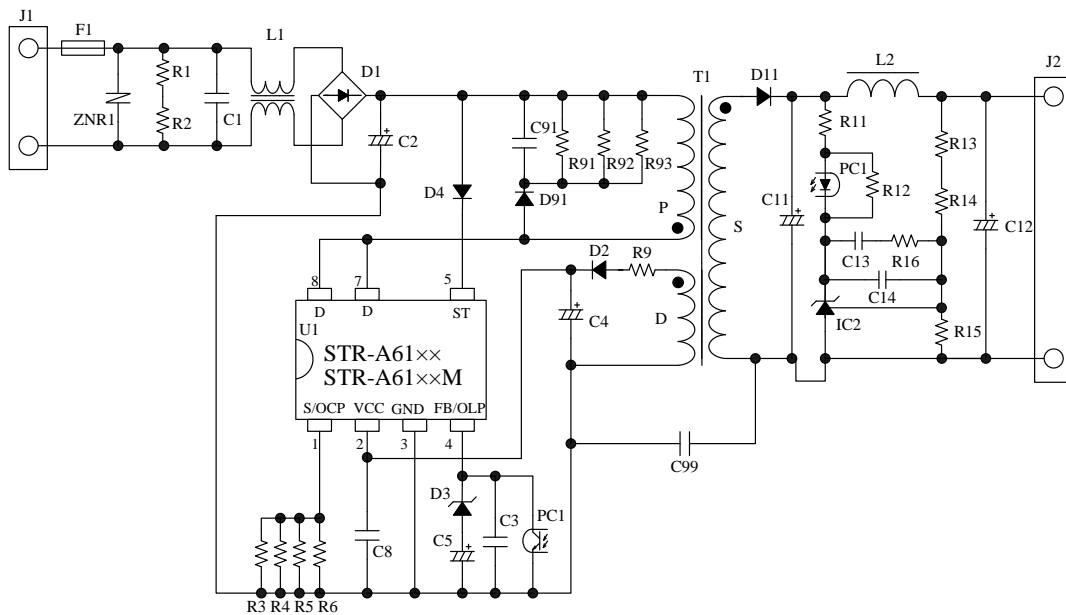 J1
F1
L1
R1
R2
ZNR1
C1
D1
C2
D4
C91
R91
R92
R93
D91
T1
P
S
D
D11
L2
J2
R11
PC1
R12
R13
R14
C11
C12
C13
R16
C14
IC2
R15
D2
R9
C4
8
7
5
D
D
ST
U1
STR-A61××
STR-A61××M
S/OCP
VCC
GND
FB/OLP
1
2
3
4
C99
D3
C5
C3
PC1
C8
R3
R4
R5
R6